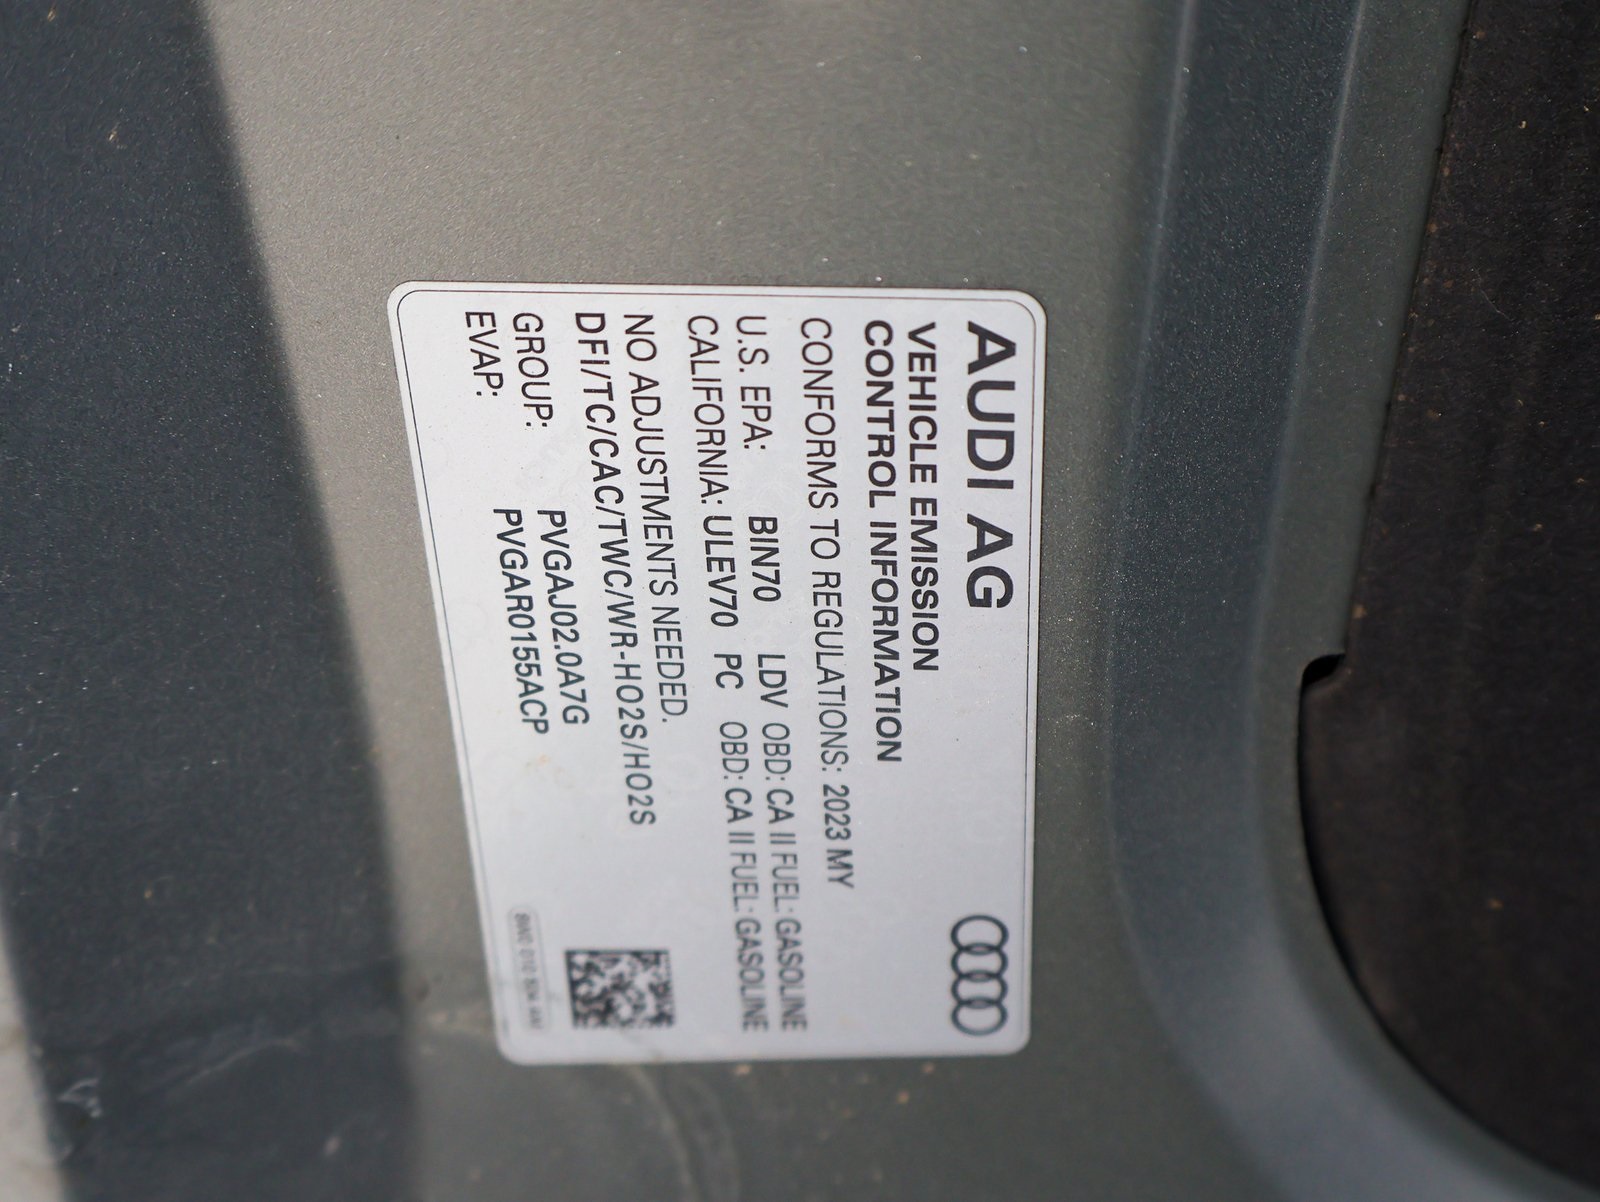 AUDI AG
VEHICLE EMISSION
CONTROL INFORMATION
CONFORMS TO REGULATIONS: 2023 MY
U.S. EPA: BIN70 LDV OBD: CA II FUEL: GASOLINE
CALIFORNIA: ULEV70 PC OBD: CA II FUEL: GASOLINE
NO ADJUSTMENTS NEEDED.
DFI/TC/CAC/TWC/WR-HO2S/HO2S
GROUP: PVGAJ02.0A7G
EVAP: PVGAR0155ACP